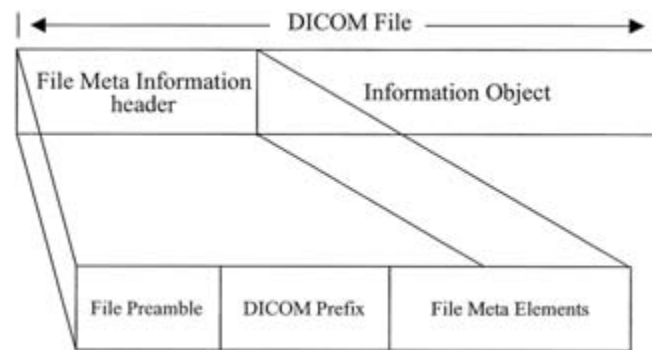 DICOM File
File Meta Information
header
Information Object
File Preamble
DICOM Prefix
File Meta Elements